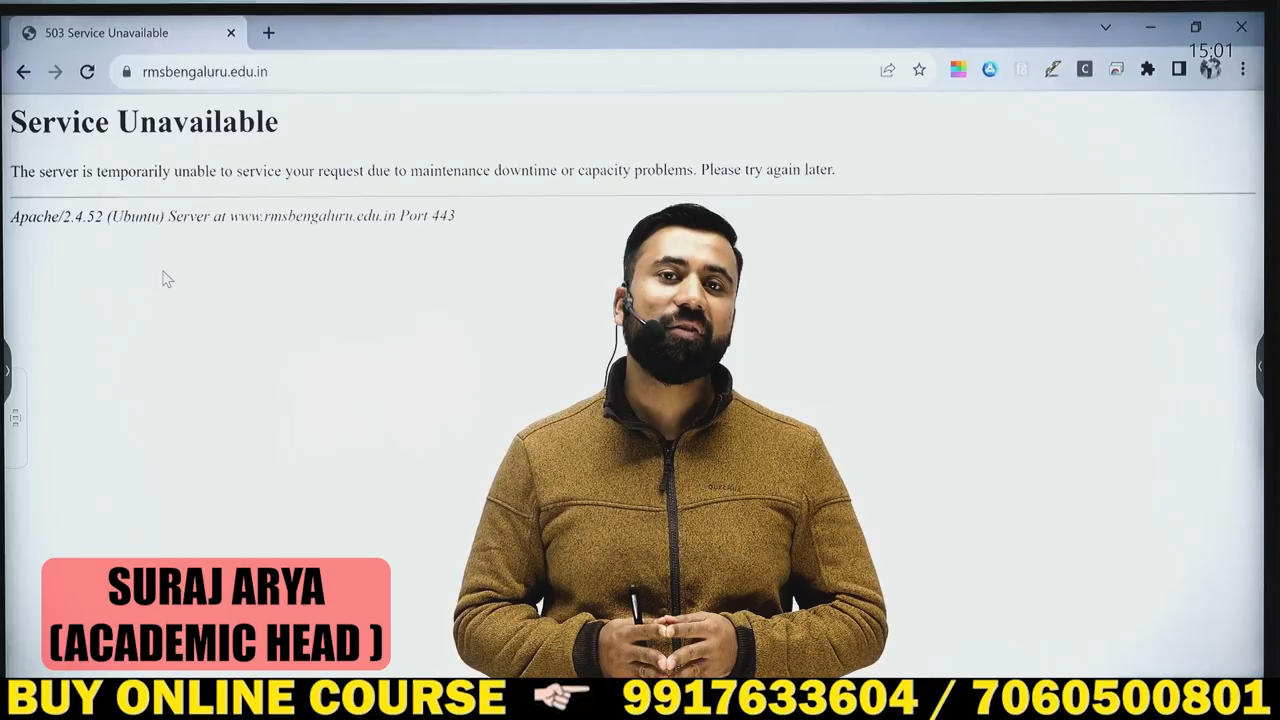 503 Service Unavailable
15:01
rmsbengaluru.edu.in
C
Service Unavailable
The server is temporarily unable to service your request due to maintenance downtime or capacity problems. Please try again later.
Apache/2.4.52 (Ubuntu) Server at www.rmsbengaluru.edu.in Port 443
QUECHUA
SURAJ ARYA
(ACADEMIC HEAD )
BUY ONLINE COURSE 9917633604 / 7060500801